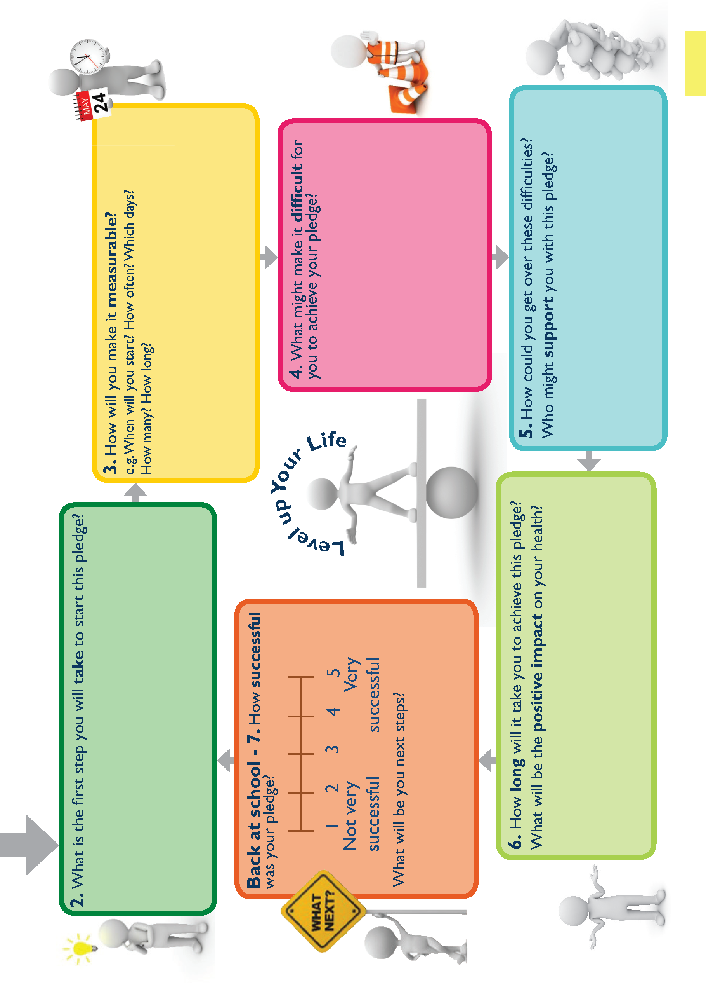 2. What is the first step you will take to start this pledge?
3. How will you make it measurable?
e.g. When will you start? How often? Which days?
How many? How long?
MAY
24
4. What might make it difficult for
you to achieve your pledge?
5. How could you get over these difficulties?
Who might support you with this pledge?
6. How long will it take you to achieve this pledge?
What will be the positive impact on your health?
Back at school - 7. How successful
was your pledge?
1 2 3 4 5
Not very Very
successful successful
What will be you next steps?
WHAT
NEXT?
Level up Your Life